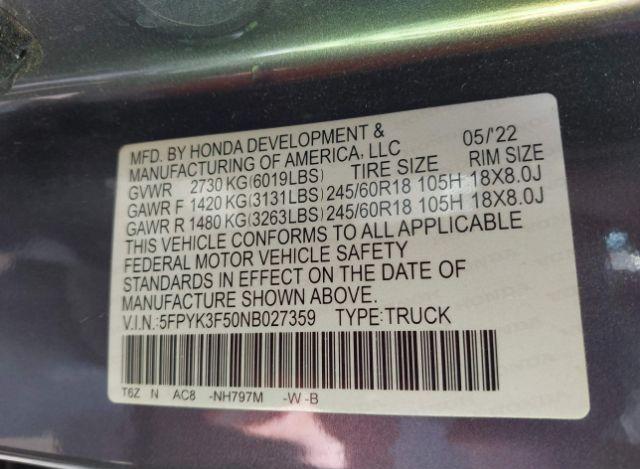 MFD. BY HONDA DEVELOPMENT & 05/'22
MANUFACTURING OF AMERICA, LLC
GVWR 2730 KG(6019LBS) TIRE SIZE RIM SIZE
GAWR F 1420 KG(3131LBS) 245/60R18 105H 18X8.0J
GAWR R 1480 KG(3263LBS) 245/60R18 105H 18X8.0J
THIS VEHICLE CONFORMS TO ALL APPLICABLE
FEDERAL MOTOR VEHICLE SAFETY
STANDARDS IN EFFECT ON THE DATE OF
MANUFACTURE SHOWN ABOVE.
V.I.N.:5FPYK3F50NB027359 TYPE:TRUCK
T6Z N AC8 -NH797M -W-B